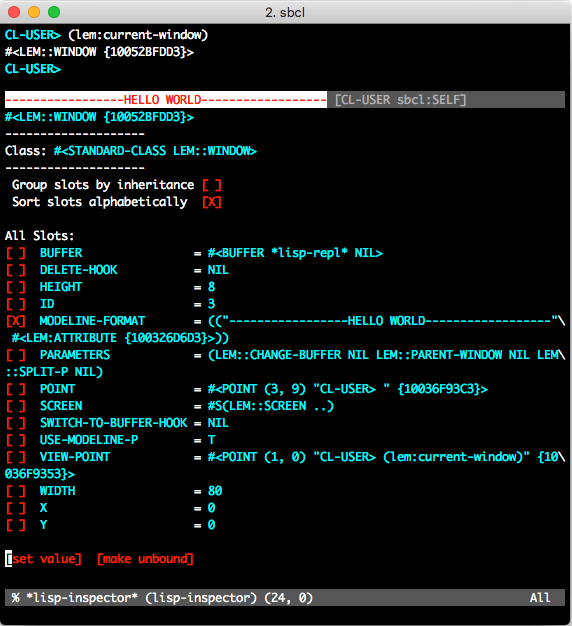 2. sbcl
CL-USER> (lem:current-window)
#<LEM::WINDOW {10052BFDD3}>
CL-USER>
-----------------HELLO WORLD------------------ [CL-USER sbcl:SELF]
#<LEM::WINDOW {10052BFDD3}>
--------------------
Class: #<STANDARD-CLASS LEM::WINDOW>
--------------------
Group slots by inheritance [ ]
Sort slots alphabetically [X]
All Slots:
[ ] BUFFER = #<BUFFER *lisp-repl* NIL>
[ ] DELETE-HOOK = NIL
[ ] HEIGHT = 8
[ ] ID = 3
[X] MODELINE-FORMAT = (("-----------------HELLO WORLD------------------"\
#<LEM:ATTRIBUTE {100326D6D3}>))
[ ] PARAMETERS = (LEM::CHANGE-BUFFER NIL LEM::PARENT-WINDOW NIL LEM\
::SPLIT-P NIL)
[ ] POINT = #<POINT (3, 9) "CL-USER> " {10036F93C3}>
[ ] SCREEN = #S(LEM::SCREEN ..)
[ ] SWITCH-TO-BUFFER-HOOK = NIL
[ ] USE-MODELINE-P = T
[ ] VIEW-POINT = #<POINT (1, 0) "CL-USER> (lem:current-window)" {10\
036F9353}>
[ ] WIDTH = 80
[ ] X = 0
[ ] Y = 0
[set value] [make unbound]
% *lisp-inspector* (lisp-inspector) (24, 0) All